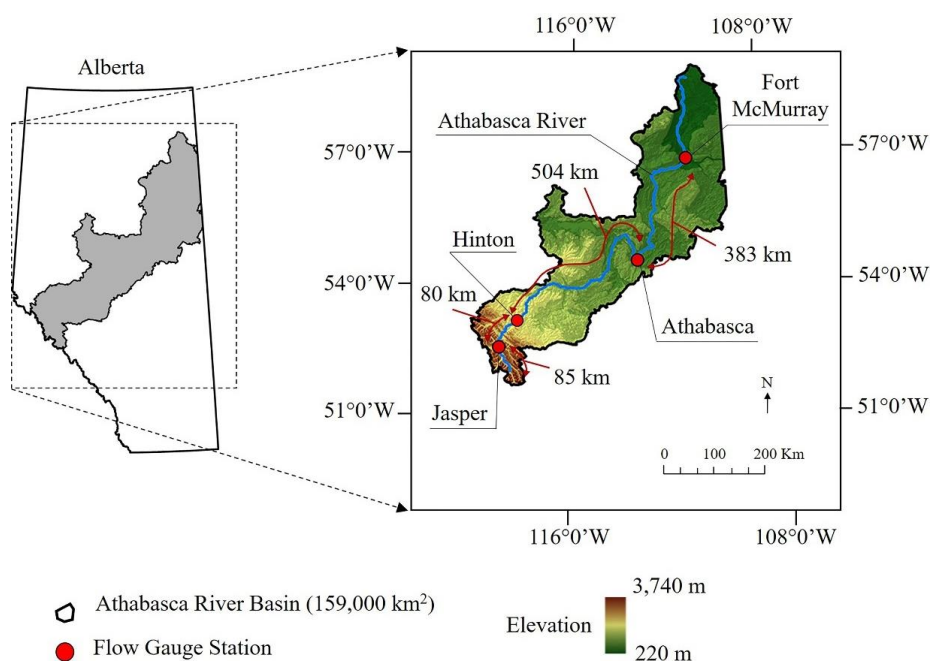 116°0'W
108°0'W
Alberta
Fort
McMurray
Athabasca River
57°0'W
57°0'W
504 km
Hinton
383 km
54°0'W
54°0'W
80 km
Athabasca
85 km
N
51°0'W
51°0'W
Jasper
0 100 200 Km
116°0'W
108°0'W
Athabasca River Basin (159,000 km²)
3,740 m
Elevation
Flow Gauge Station
220 m